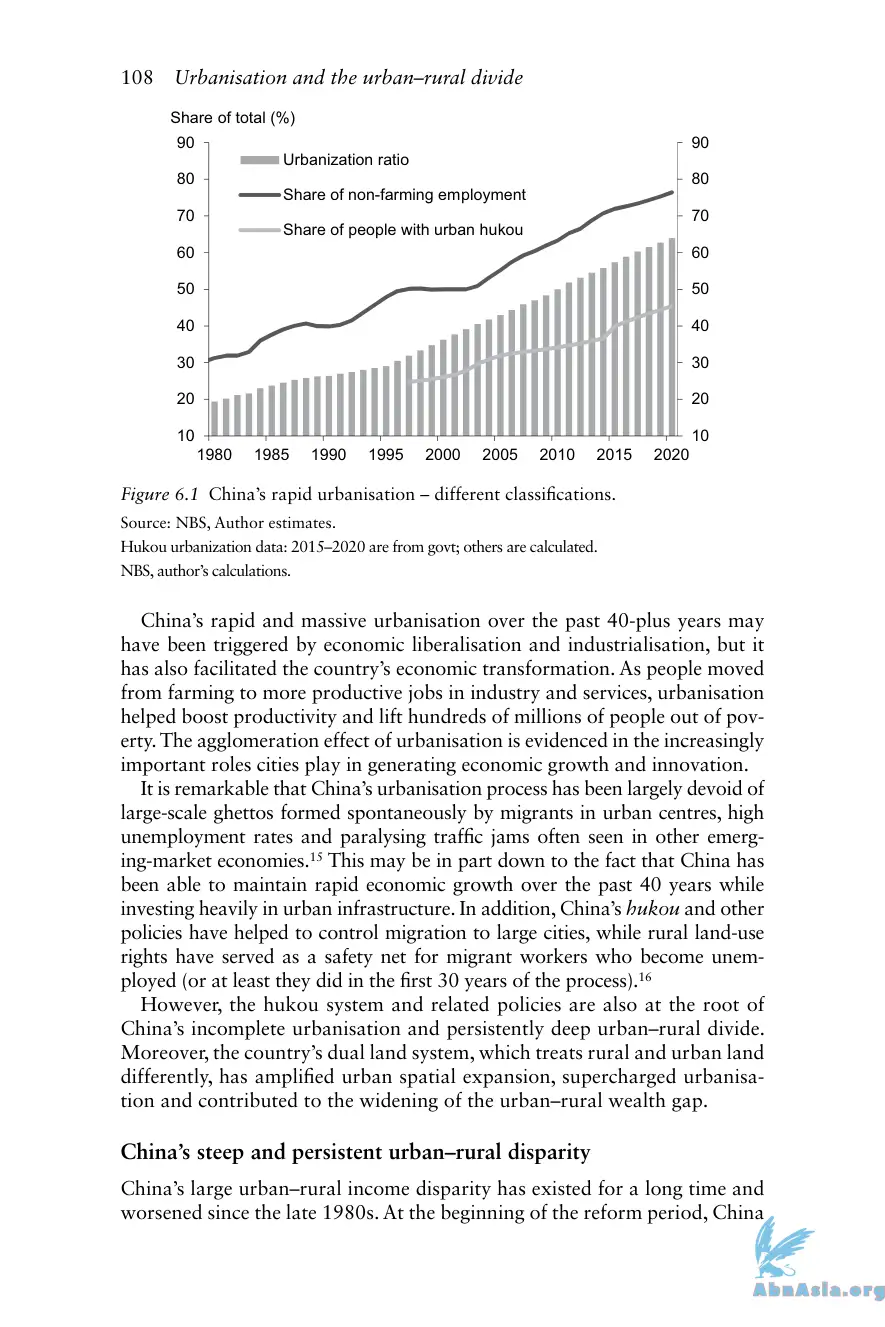 108 Urbanisation and the urban–rural divide
Share of total (%)
90 90
80 80
70 70
60 60
50 50
40 40
30 30
20 20
10 10
Urbanization ratio
Share of non-farming employment
Share of people with urban hukou
1980 1985 1990 1995 2000 2005 2010 2015 2020
Figure 6.1 China’s rapid urbanisation – different classifications.
Source: NBS, Author estimates.
Hukou urbanization data: 2015–2020 are from govt; others are calculated.
NBS, author’s calculations.
China’s rapid and massive urbanisation over the past 40-plus years may
have been triggered by economic liberalisation and industrialisation, but it
has also facilitated the country’s economic transformation. As people moved
from farming to more productive jobs in industry and services, urbanisation
helped boost productivity and lift hundreds of millions of people out of pov-
erty. The agglomeration effect of urbanisation is evidenced in the increasingly
important roles cities play in generating economic growth and innovation.
It is remarkable that China’s urbanisation process has been largely devoid of
large-scale ghettos formed spontaneously by migrants in urban centres, high
unemployment rates and paralysing traffic jams often seen in other emerg-
ing-market economies.¹⁵ This may be in part down to the fact that China has
been able to maintain rapid economic growth over the past 40 years while
investing heavily in urban infrastructure. In addition, China’s hukou and other
policies have helped to control migration to large cities, while rural land-use
rights have served as a safety net for migrant workers who become unem-
ployed (or at least they did in the first 30 years of the process).¹⁶
However, the hukou system and related policies are also at the root of
China’s incomplete urbanisation and persistently deep urban–rural divide.
Moreover, the country’s dual land system, which treats rural and urban land
differently, has amplified urban spatial expansion, supercharged urbanisa-
tion and contributed to the widening of the urban–rural wealth gap.
China’s steep and persistent urban–rural disparity
China’s large urban–rural income disparity has existed for a long time and
worsened since the late 1980s. At the beginning of the reform period, China
AbnAsia.org